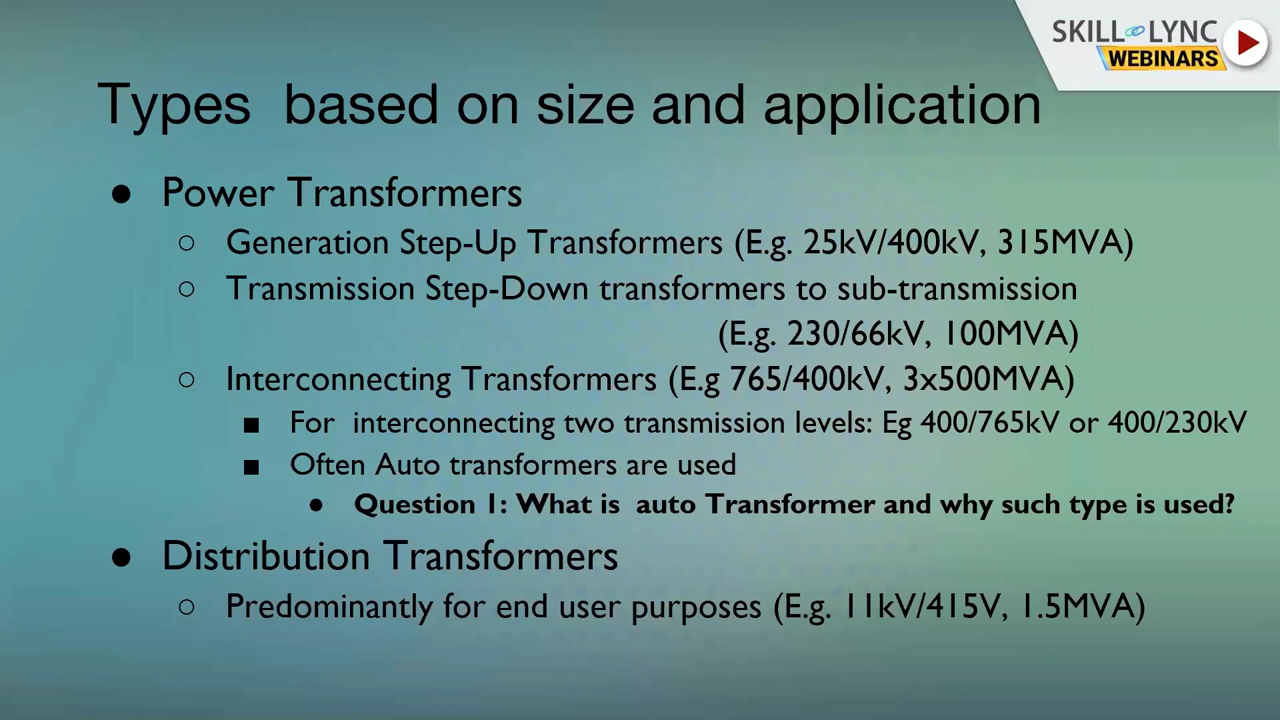 SKILL LYNC
WEBINARS
Types based on size and application
● Power Transformers
○ Generation Step-Up Transformers (E.g. 25kV/400kV, 315MVA)
○ Transmission Step-Down transformers to sub-transmission
(E.g. 230/66kV, 100MVA)
○ Interconnecting Transformers (E.g 765/400kV, 3x500MVA)
■ For interconnecting two transmission levels: Eg 400/765kV or 400/230kV
■ Often Auto transformers are used
● Question 1: What is auto Transformer and why such type is used?
● Distribution Transformers
○ Predominantly for end user purposes (E.g. 11kV/415V, 1.5MVA)